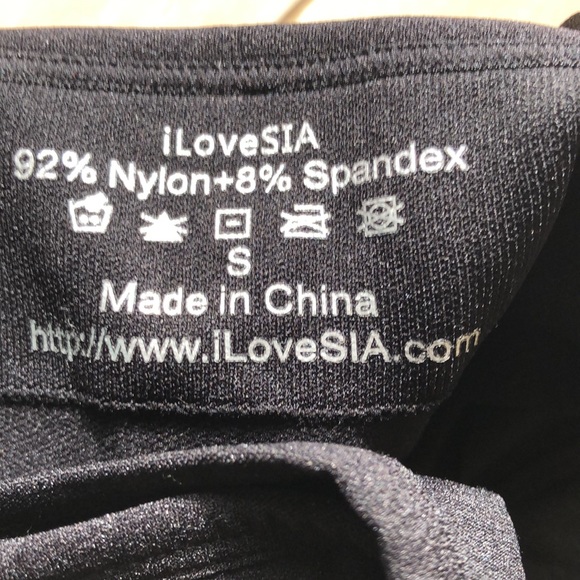 iLoveSIA
92% Nylon+8% Spandex
S
Made in China
http://www.iLoveSIA.com